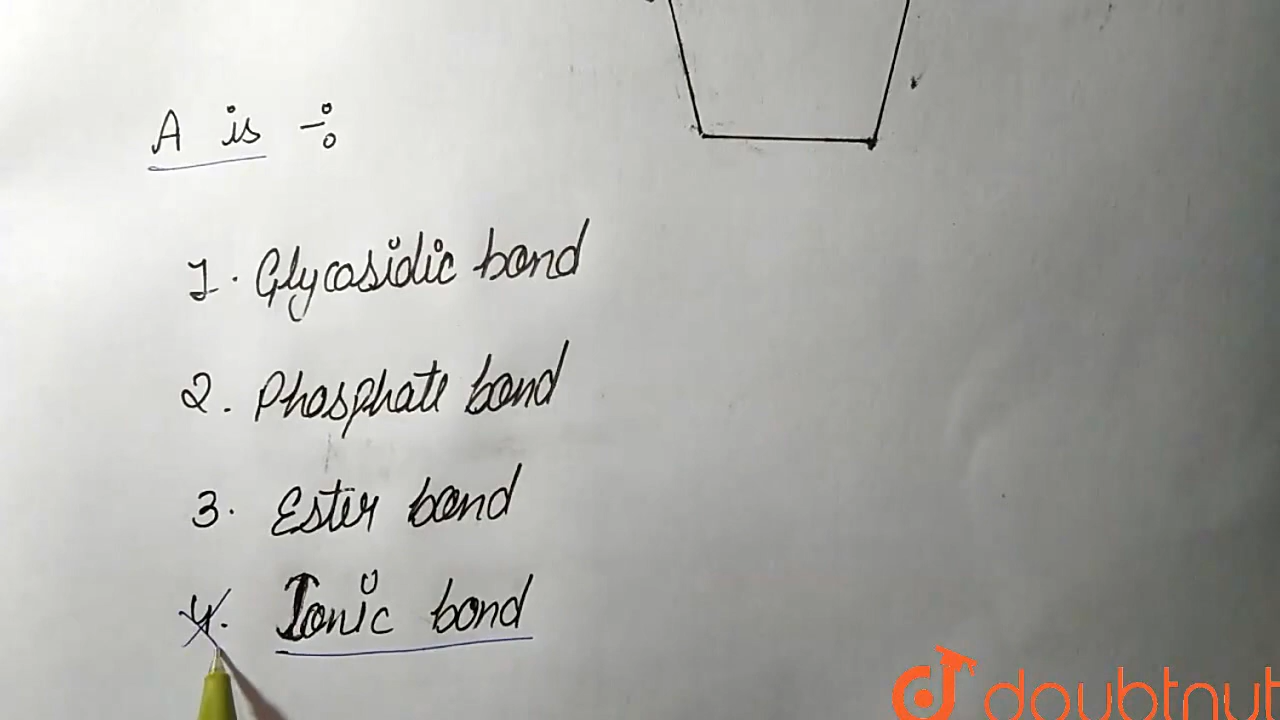 A is ÷
1. Glycosidic bond
2. Phosphate bond
3. Ester bond
4. Ionic bond
doubtnut